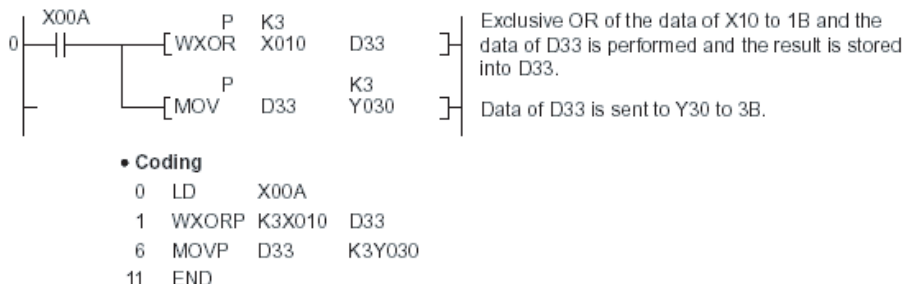 X00A P K3 Exclusive OR of the data of X10 to 1B and the
0 WXOR X010 D33 data of D33 is performed and the result is stored
into D33.
P K3
MOV D33 Y030 Data of D33 is sent to Y30 to 3B.
• Coding
0 LD X00A
1 WXORP K3X010 D33
6 MOVP D33 K3Y030
11 END